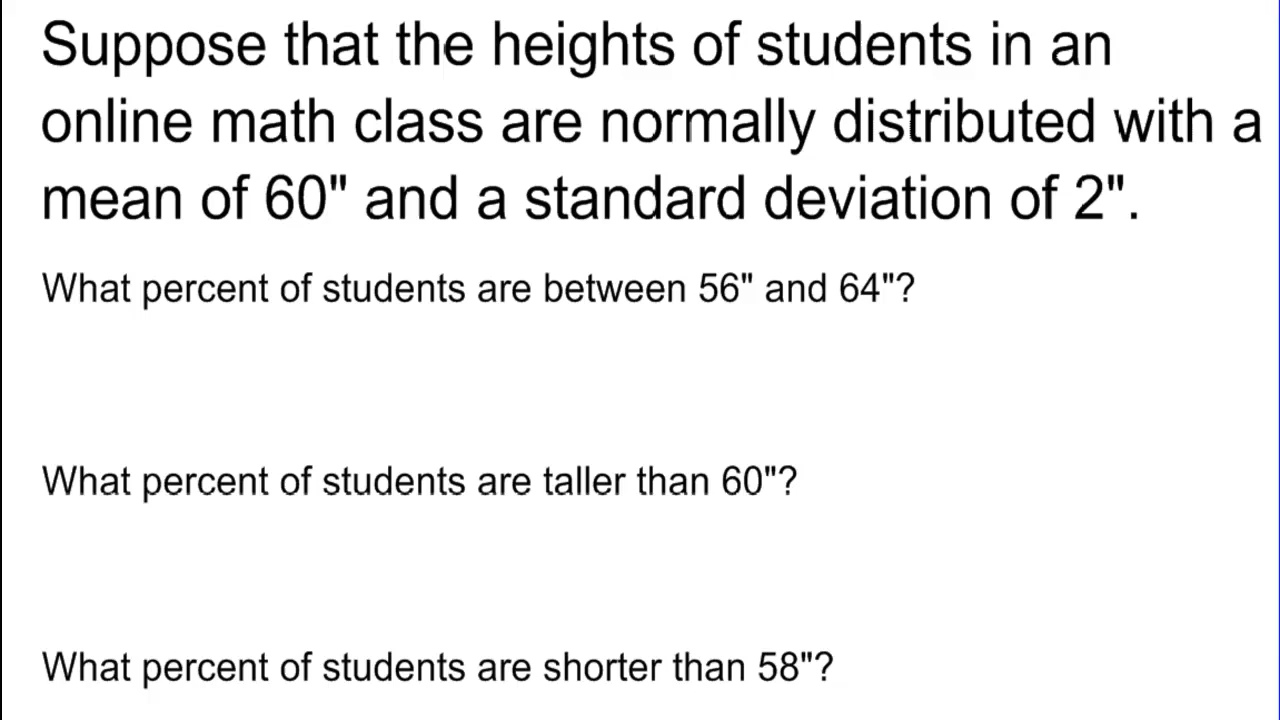 Suppose that the heights of students in an
online math class are normally distributed with a
mean of 60" and a standard deviation of 2".
What percent of students are between 56" and 64"?
What percent of students are taller than 60"?
What percent of students are shorter than 58"?